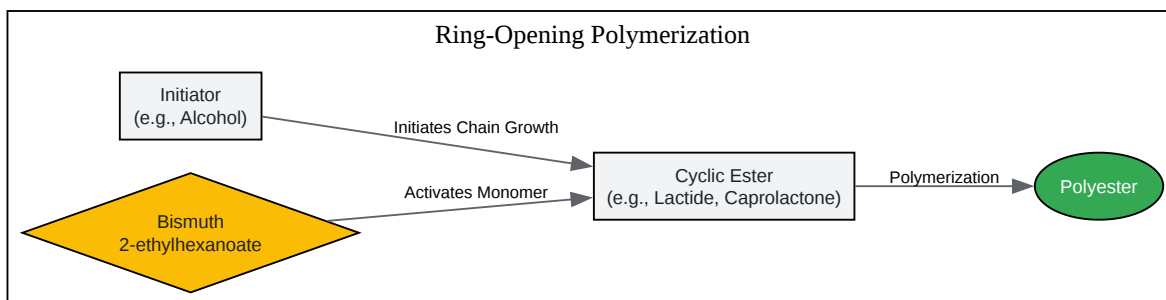 Ring-Opening Polymerization
Initiator
(e.g., Alcohol)
Initiates Chain Growth
Bismuth
2-ethylhexanoate
Activates Monomer
Cyclic Ester
(e.g., Lactide, Caprolactone)
Polymerization
Polyester